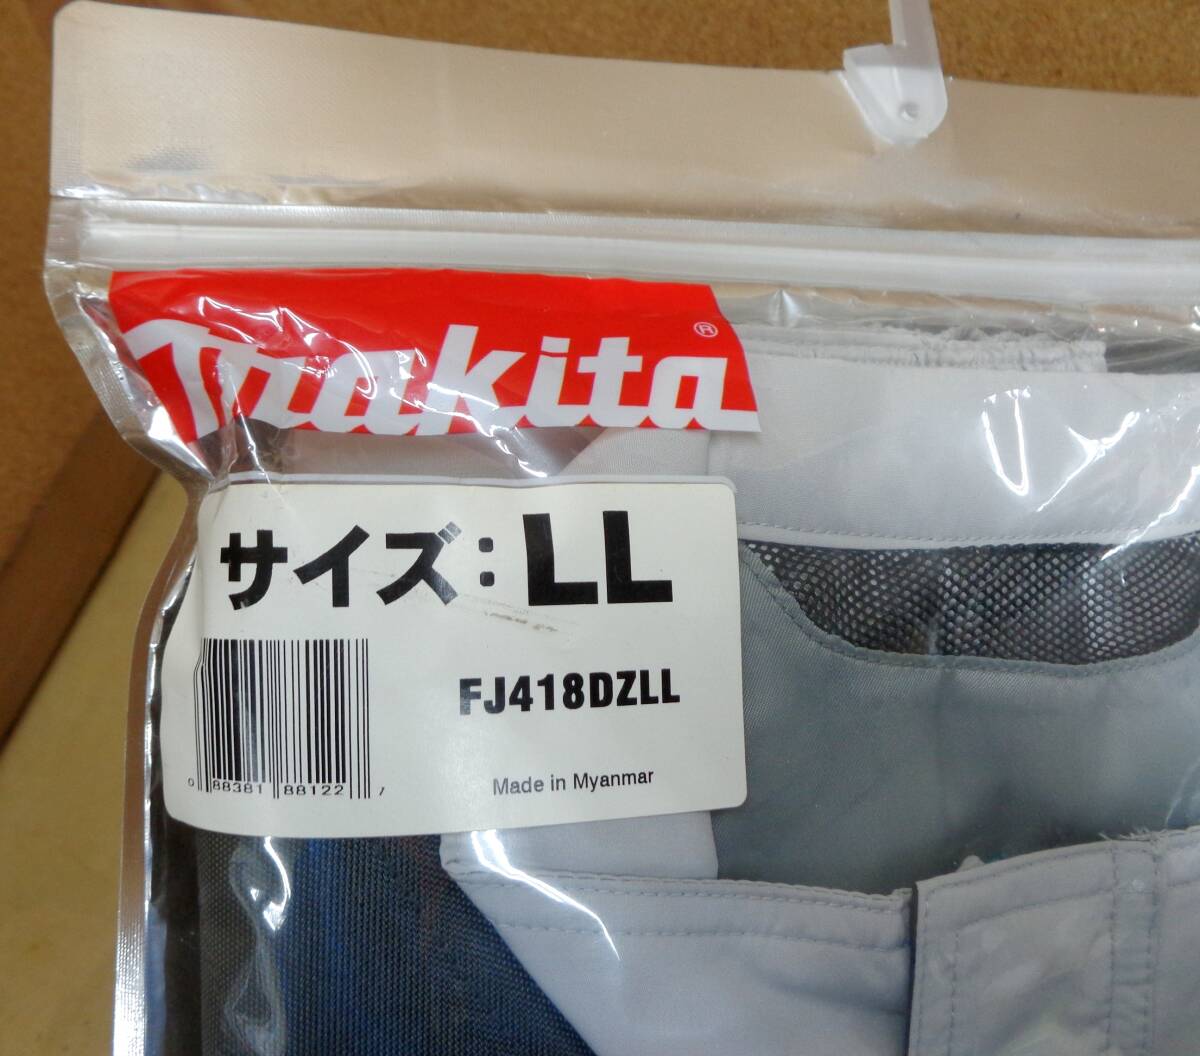 makita®
サイズ：LL
FJ418DZLL
0 88381 88122 7
Made in Myanmar